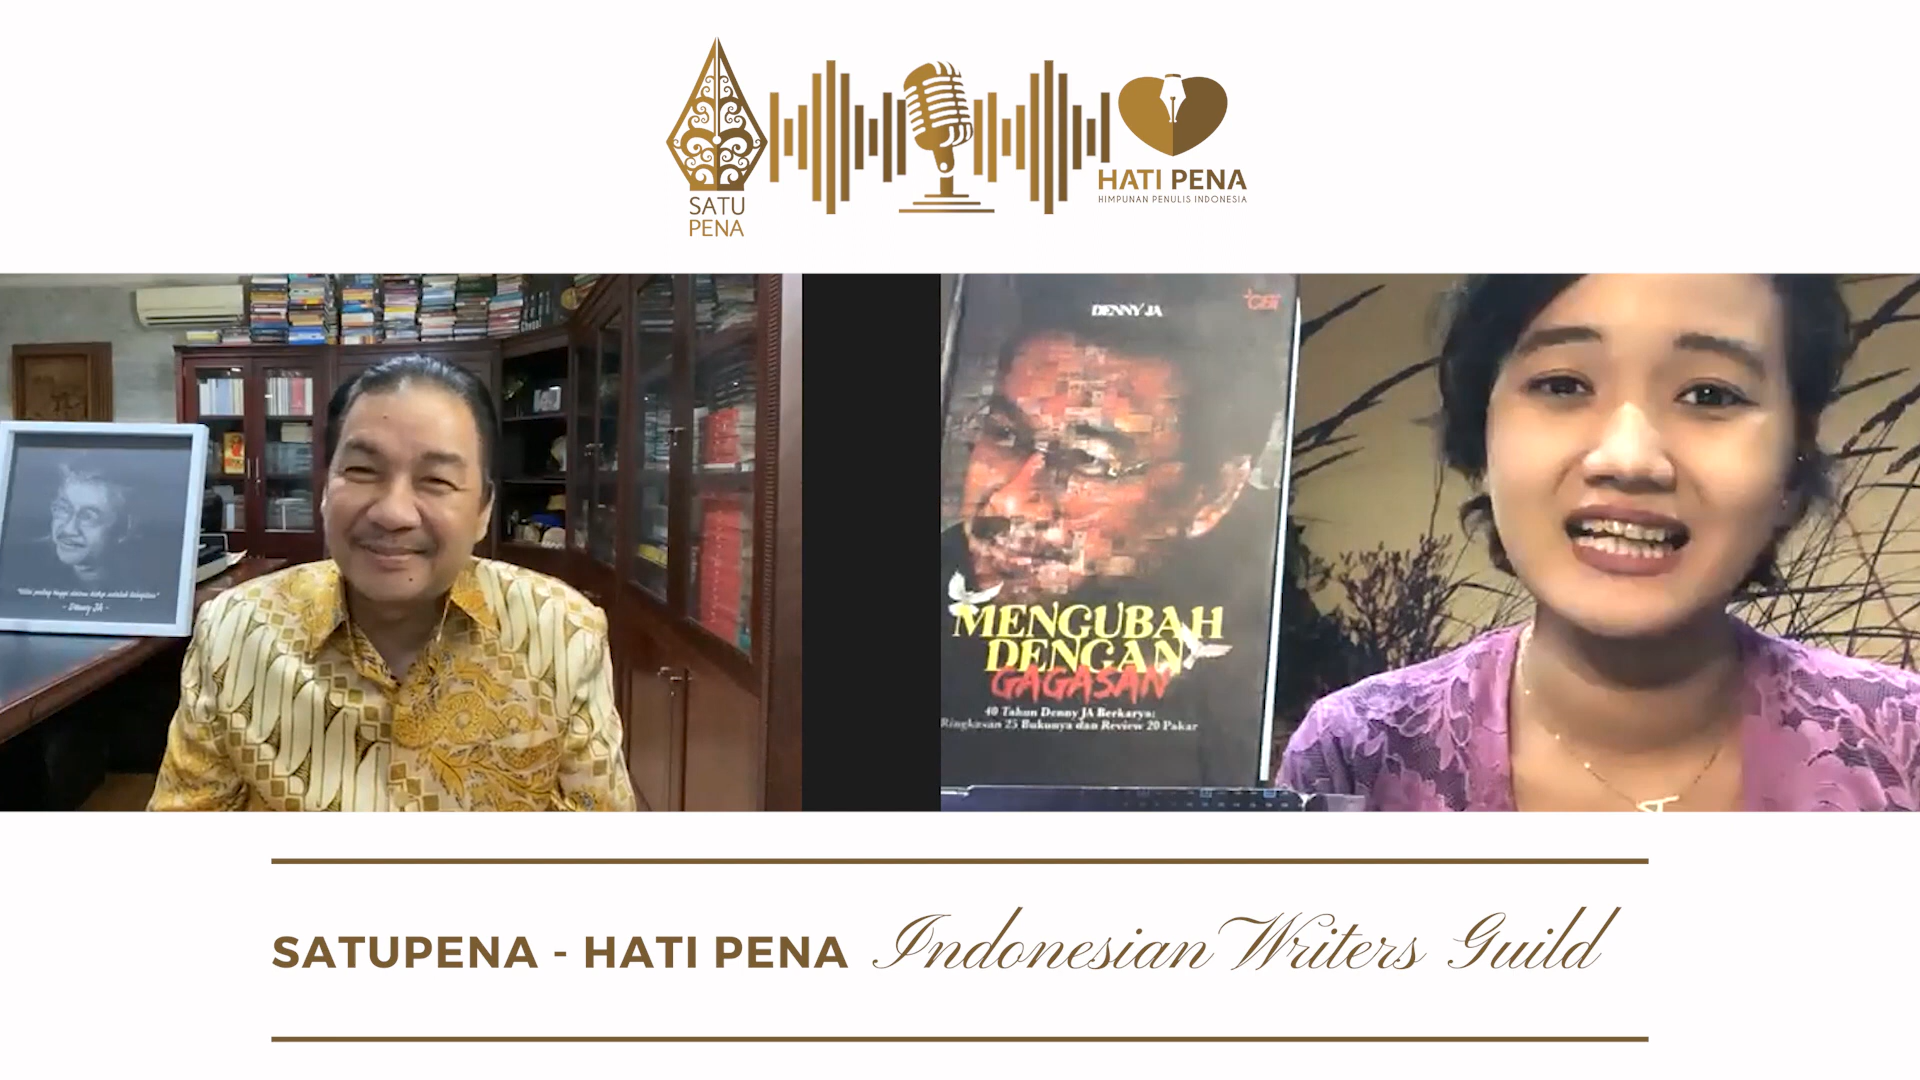 SATU
PENA
HATI PENA
HIMPUNAN PENULIS INDONESIA
- Denny JA -
DENNY JA
MENGUBAH
DENGAN
GAGASAN
40 Tahun Denny JA Berkarya:
Ringkasan 25 Bukunya dan Review 20 Pakar
SATUPENA - HATI PENA Indonesian Writers Guild